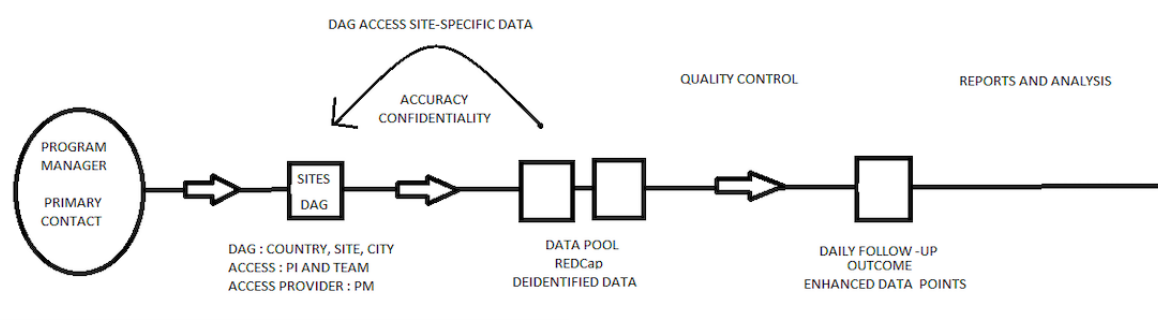 DAG ACCESS SITE-SPECIFIC DATA
QUALITY CONTROL
REPORTS AND ANALYSIS
ACCURACY
CONFIDENTIALITY
PROGRAM
MANAGER
PRIMARY
CONTACT
SITES
DAG
DAG : COUNTRY, SITE, CITY
ACCESS : PI AND TEAM
ACCESS PROVIDER : PM
DATA POOL
REDCap
DEIDENTIFIED DATA
DAILY FOLLOW -UP
OUTCOME
ENHANCED DATA POINTS